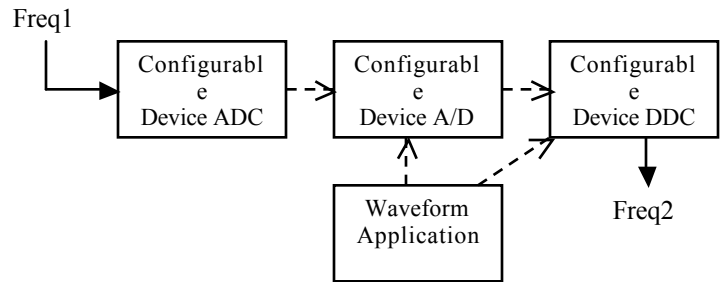 Freq1
Configurabl
e
Device ADC
Configurabl
e
Device A/D
Configurabl
e
Device DDC
Waveform
Application
Freq2